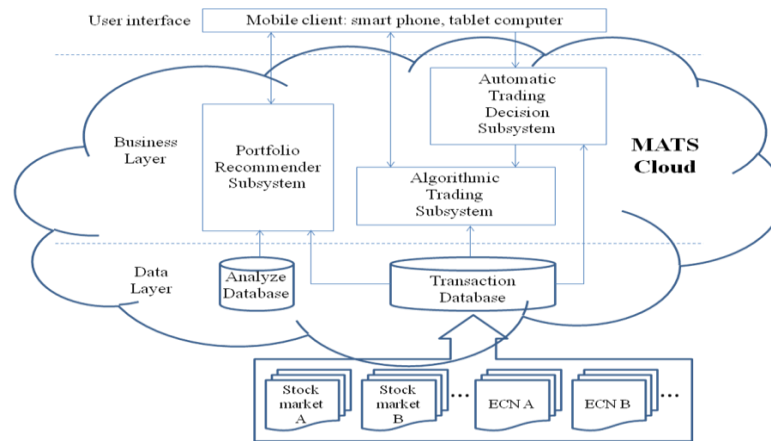 User interface
Mobile client: smart phone, tablet computer
Automatic
Trading
Decision
Subsystem
Business
Layer
Portfolio
Recommender
Subsystem
MATS
Cloud
Algorithmic
Trading
Subsystem
Data
Layer
Analyze
Database
Transaction
Database
Stock
market
A
Stock
market
B
...
ECN A
ECN B
...